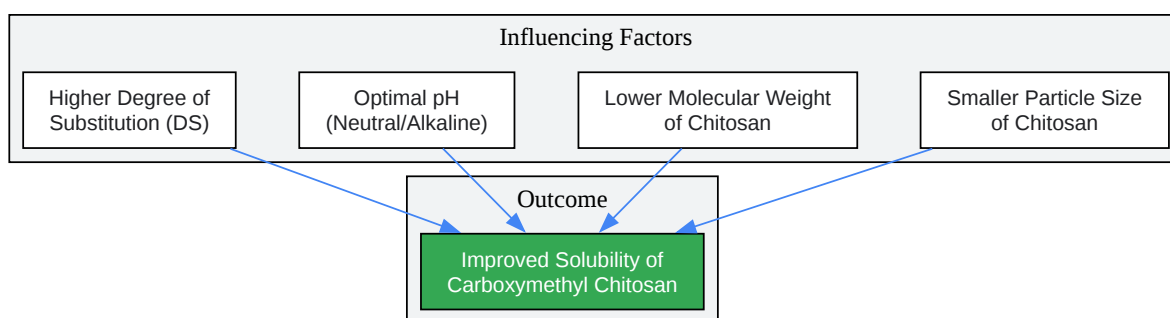 Influencing Factors
Higher Degree of
Substitution (DS)
Optimal pH
(Neutral/Alkaline)
Lower Molecular Weight
of Chitosan
Smaller Particle Size
of Chitosan
Outcome
Improved Solubility of
Carboxymethyl Chitosan